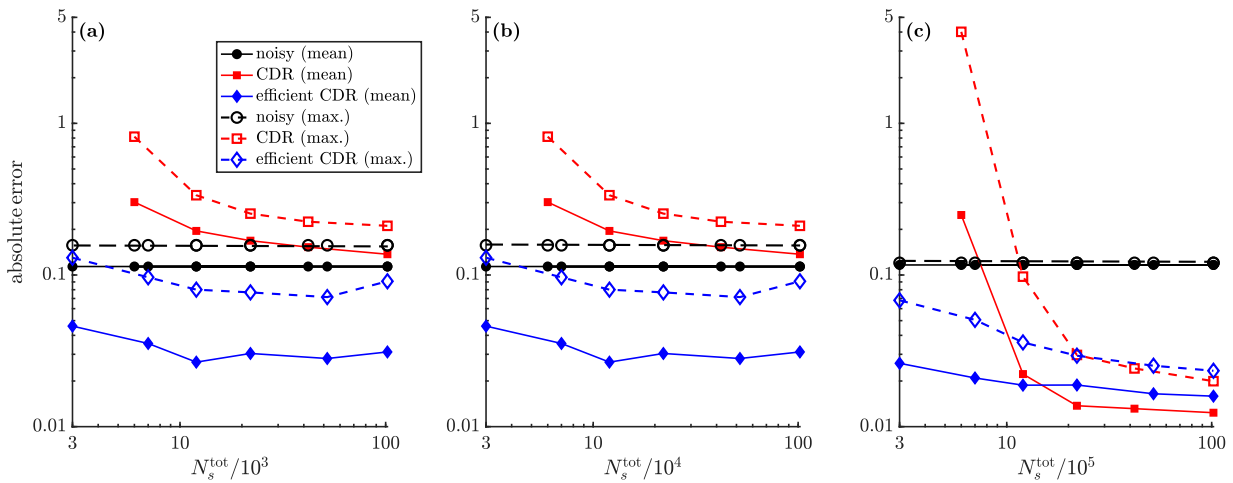 (a)
(b)
(c)
noisy (mean)
CDR (mean)
efficient CDR (mean)
noisy (max.)
CDR (max.)
efficient CDR (max.)
absolute error
5
1
0.1
0.01
3
10
100
N_s^tot/10^3
5
1
0.1
0.01
3
10
100
N_s^tot/10^4
5
1
0.1
0.01
3
10
100
N_s^tot/10^5